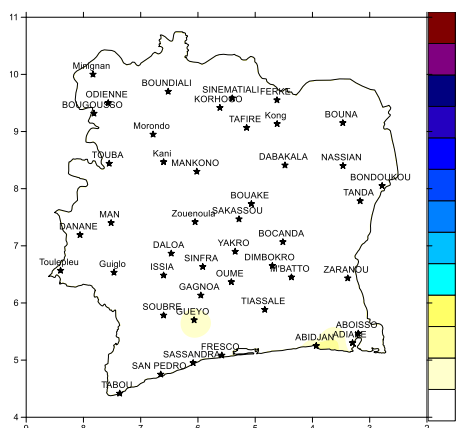 11
Minignan
10
BOUNDIALI
SINEMATIALI
ODIENNE
FERKE
KORHOGO
BOUGOUSSO
TAFIRE
Kong
BOUNA
9
Morondo
TOUBA
Kani
MANKONO
DABAKALA
NASSIAN
BONDOUKOU
8
TANDA
BOUAKE
MAN
Zouenoula
SAKASSOU
DANANE
BOCANDA
7
DALOA
YAKRO
Toulepleu
Guiglo
ISSIA
SINFRA
DIMBOKRO
OUME
M'BATTO
ZARANOU
GAGNOA
6
SOUBRE
GUEYO
TIASSALE
ABOISSO
ABIDJAN
ADIAKE
FRESCO
5
SASSANDRA
SAN PEDRO
TABOU
4
9
8
7
6
5
4
3
2